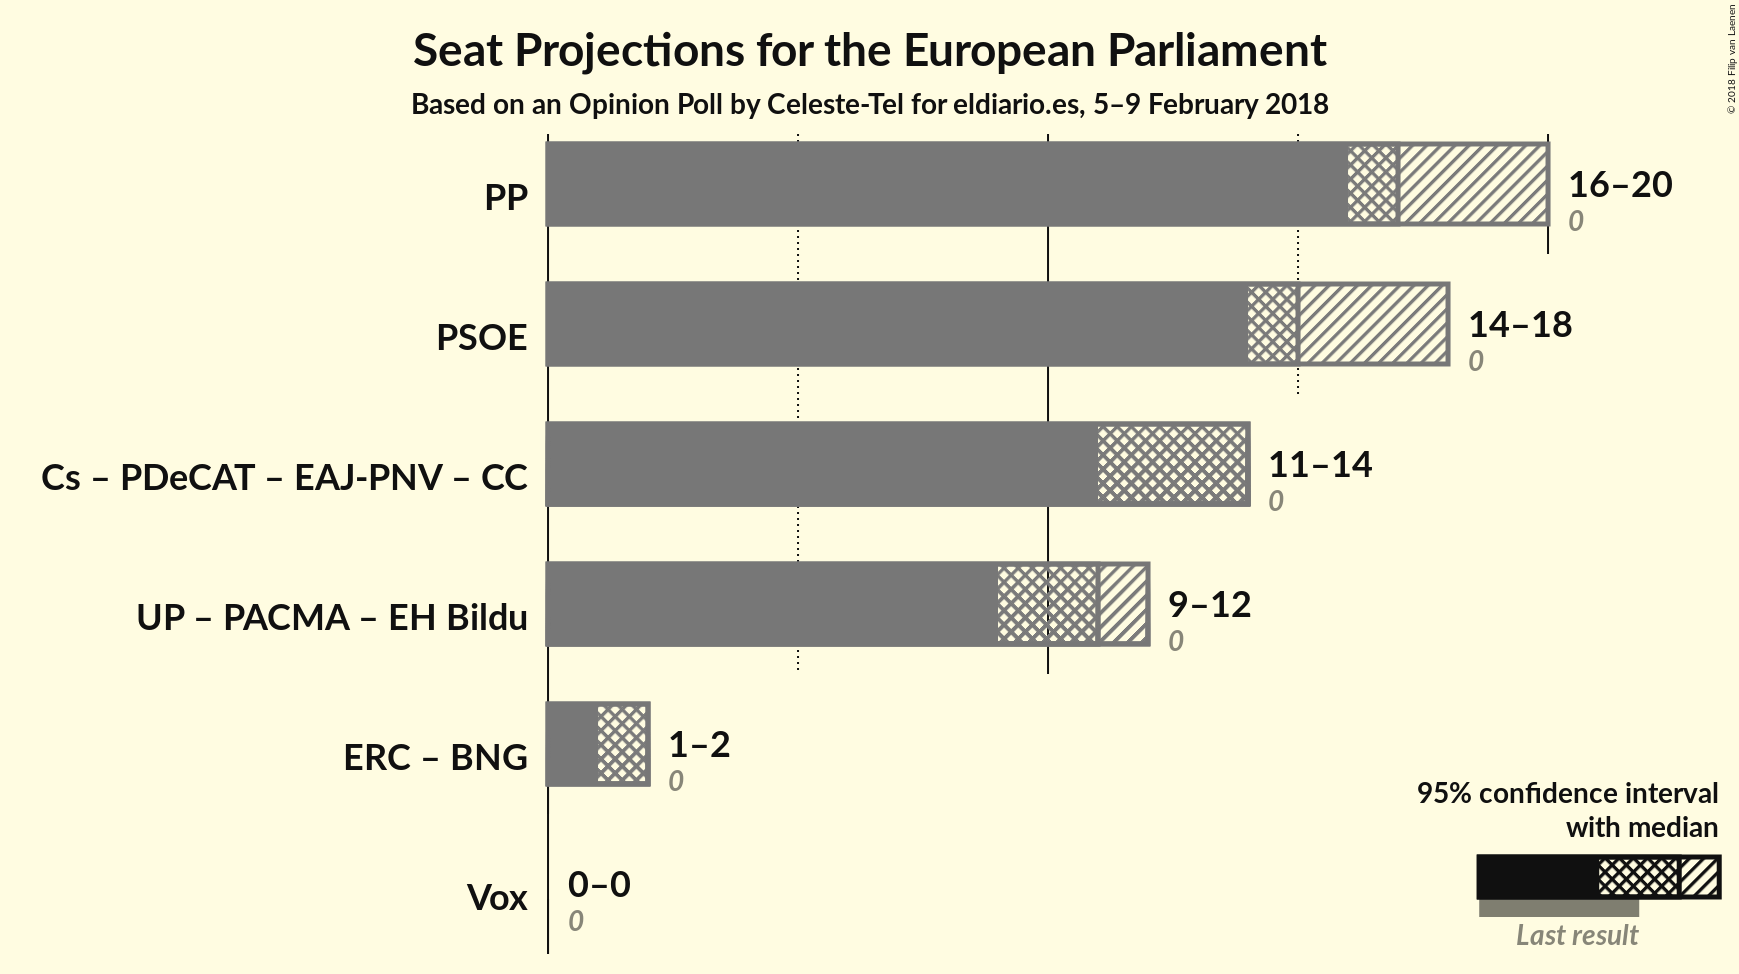 Seat Projections for the European Parliament
Based on an Opinion Poll by Celeste-Tel for eldiario.es, 5–9 February 2018
© 2018 Filip van Laenen
PP
16–20
0
PSOE
14–18
0
Cs – PDeCAT – EAJ-PNV – CC
11–14
0
UP – PACMA – EH Bildu
9–12
0
ERC – BNG
1–2
0
Vox
0–0
0
95% confidence interval
with median
Last result